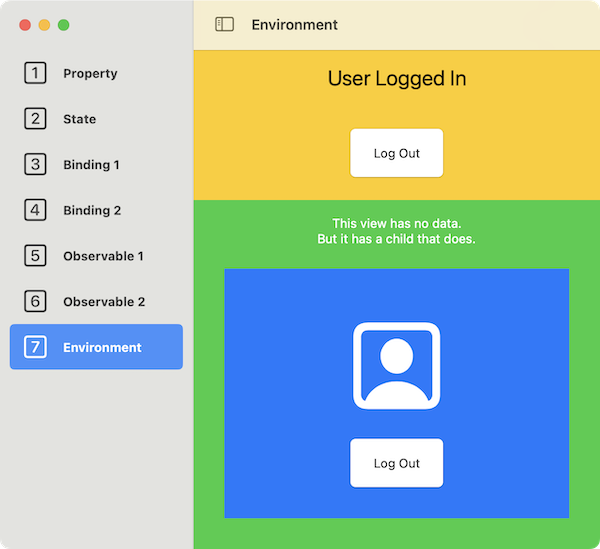 Environment
1 Property
2 State
3 Binding 1
4 Binding 2
5 Observable 1
6 Observable 2
7 Environment
User Logged In
Log Out
This view has no data.
But it has a child that does.
Log Out